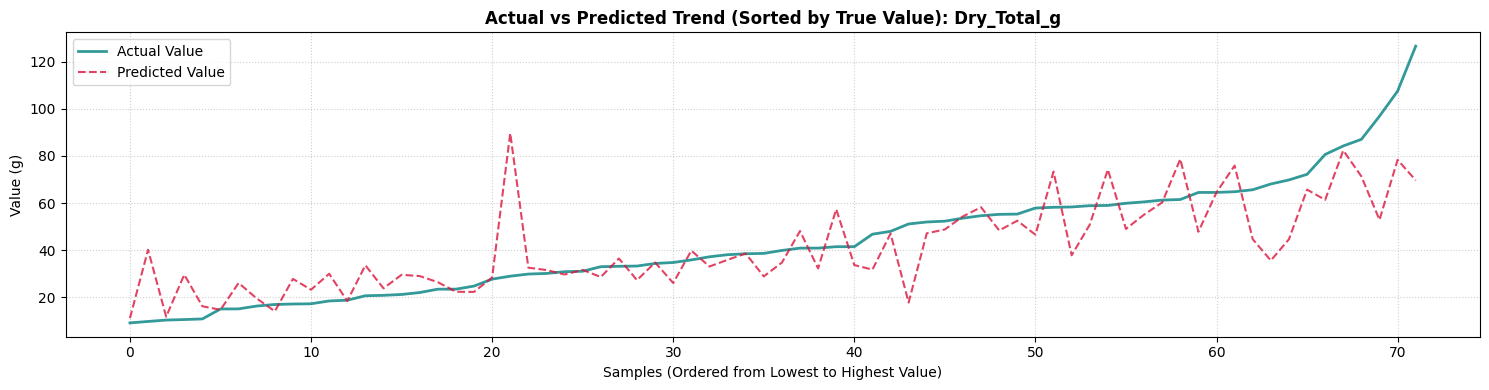 Actual vs Predicted Trend (Sorted by True Value): Dry_Total_g
Actual Value
Predicted Value
Value (g)
120
100
80
60
40
20
0 10 20 30 40 50 60 70
Samples (Ordered from Lowest to Highest Value)